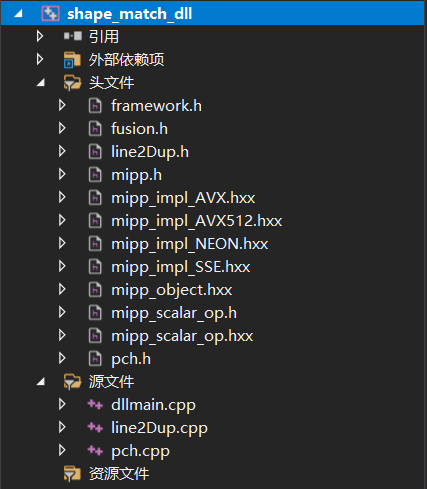 shape_match_dll
引用
外部依赖项
头文件
framework.h
fusion.h
line2Dup.h
mipp.h
mipp_impl_AVX.hxx
mipp_impl_AVX512.hxx
mipp_impl_NEON.hxx
mipp_impl_SSE.hxx
mipp_object.hxx
mipp_scalar_op.h
mipp_scalar_op.hxx
pch.h
源文件
dllmain.cpp
line2Dup.cpp
pch.cpp
资源文件